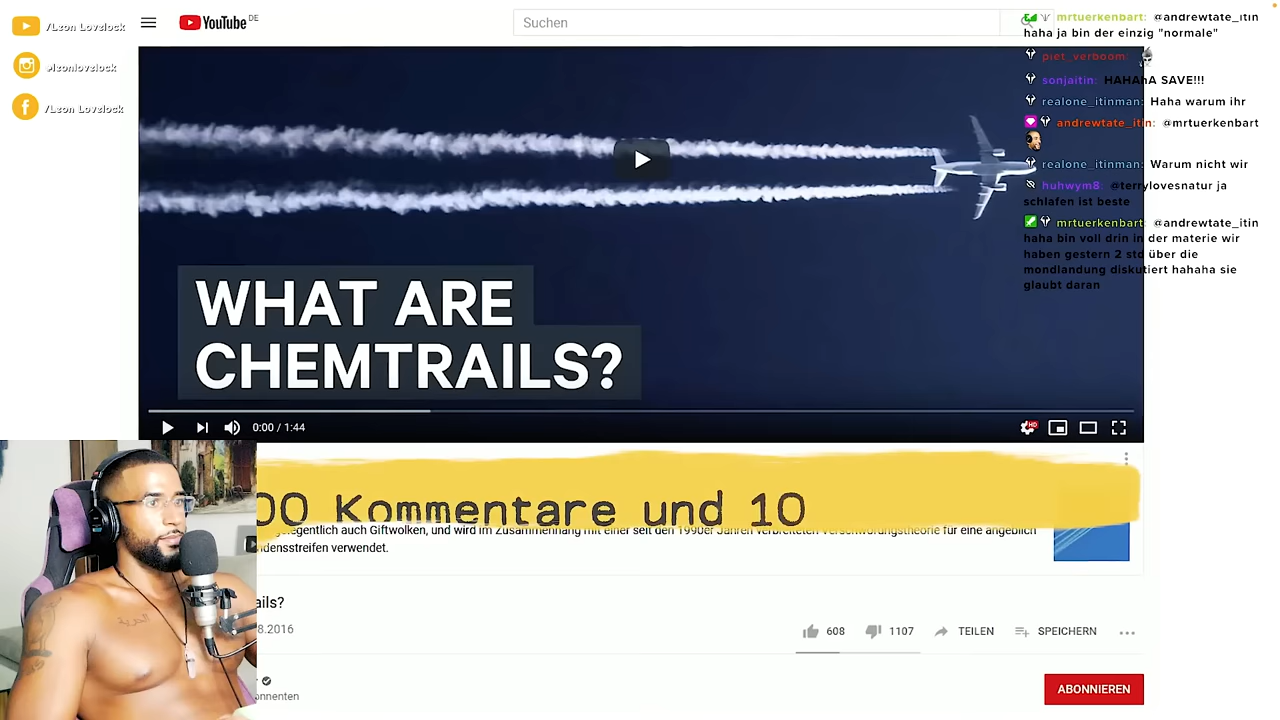 /Leon Lovelock
YouTube DE
Suchen
mrtuerkenbart: @andrewtate_itin
haha ja bin der einzig "normale"
•leonlovelock
piet_verboom:
sonjaitin: HAHAhA SAVE!!!
/Leon Lovelock
realone_itinman: Haha warum ihr
andrewtate_itin: @mrtuerkenbart
realone_itinman: Warum nicht wir
huhwym8: @terrylovesnatur ja
schlafen ist beste
mrtuerkenbart: @andrewtate_itin
haha bin voll drin in der materie wir
haben gestern 2 std über die
mondlandung diskutiert hahaha sie
glaubt daran
WHAT ARE
CHEMTRAILS?
0:00 / 1:44
HD
00 Kommentare und 10
legentlich auch Giftwolken, und wird im Zusammenhang mit einer seit den 1990er Jahren verbreiteten Verschwörungstheorie für eine angeblich
densstreifen verwendet.
ails?
8.2016
608
1107
TEILEN
SPEICHERN
onnenten
ABONNIEREN